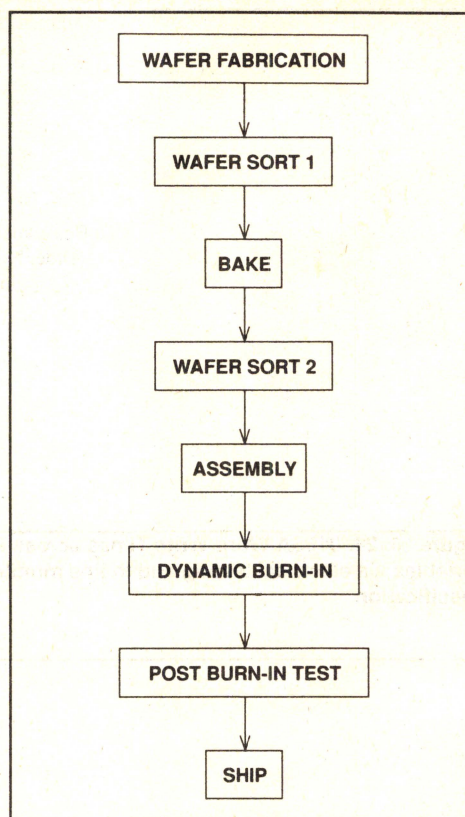 WAFER FABRICATION
WAFER SORT 1
BAKE
WAFER SORT 2
ASSEMBLY
DYNAMIC BURN-IN
POST BURN-IN TEST
SHIP